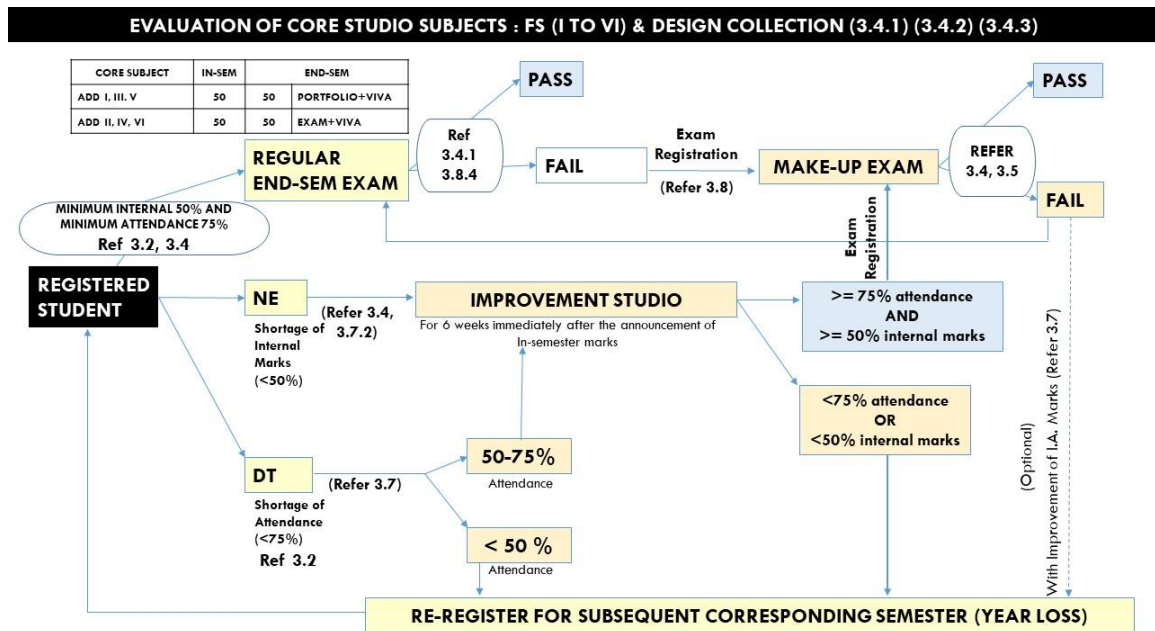 EVALUATION OF CORE STUDIO SUBJECTS : FS (I TO VI) & DESIGN COLLECTION (3.4.1) (3.4.2) (3.4.3)
CORE SUBJECT IN-SEM END-SEM
ADD I, III. V 50 50 PORTFOLIO+VIVA
ADD II, IV, VI 50 50 EXAM+VIVA
PASS
PASS
Ref
3.4.1
3.8.4
REGULAR
END-SEM EXAM
FAIL
Exam
Registration
(Refer 3.8)
MAKE-UP EXAM
REFER
3.4, 3.5
FAIL
MINIMUM INTERNAL 50% AND
MINIMUM ATTENDANCE 75%
Ref 3.2, 3.4
Exam
Registration
REGISTERED
STUDENT
NE
Shortage of
Internal
Marks
(<50%)
(Refer 3.4,
3.7.2)
IMPROVEMENT STUDIO
For 6 weeks immediately after the announcement of
In-semester marks
>= 75% attendance
AND
>= 50% internal marks
<75% attendance
OR
<50% internal marks
(Optional)
With Improvement of I.A. Marks (Refer 3.7)
DT
Shortage of
Attendance
(<75%)
Ref 3.2
(Refer 3.7)
50-75%
Attendance
< 50 %
Attendance
RE-REGISTER FOR SUBSEQUENT CORRESPONDING SEMESTER (YEAR LOSS)